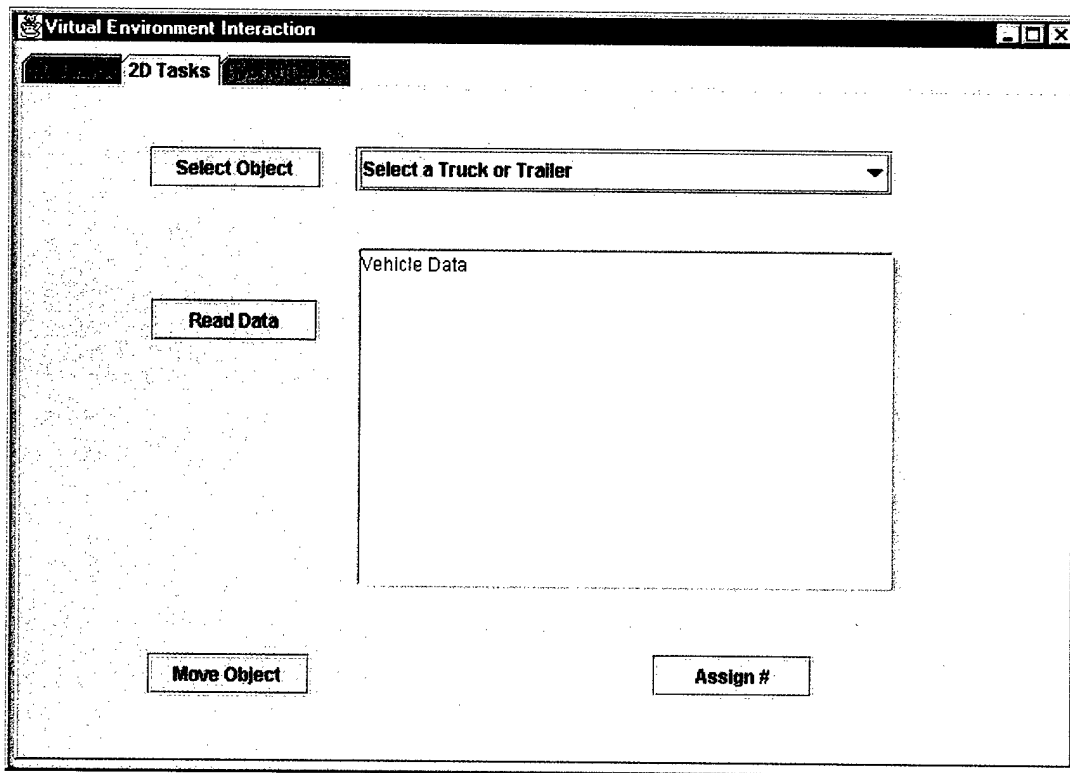 Virtual Environment Interaction
2D Tasks
Select Object
Select a Truck or Trailer
Vehicle Data
Read Data
Move Object
Assign #